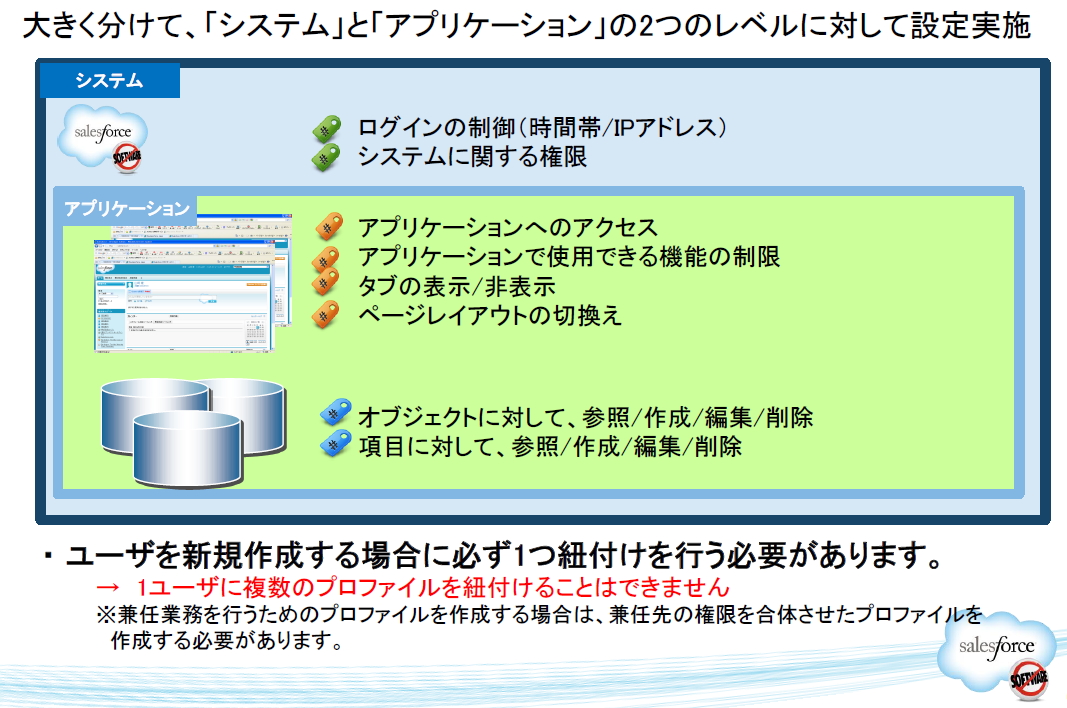 大きく分けて、「システム」と「アプリケーション」の2つのレベルに対して設定実施
システム
salesforce
SOFTWARE
ログインの制御（時間帯/IPアドレス）
システムに関する権限
アプリケーション
アプリケーションへのアクセス
アプリケーションで使用できる機能の制限
タブの表示/非表示
ページレイアウトの切換え
オブジェクトに対して、参照/作成/編集/削除
項目に対して、参照/作成/編集/削除
・ ユーザを新規作成する場合に必ず1つ紐付けを行う必要があります。
→ 1ユーザに複数のプロファイルを紐付けることはできません
※兼任業務を行うためのプロファイルを作成する場合は、兼任先の権限を合体させたプロファイルを
作成する必要があります。
salesforce
SOFTWARE